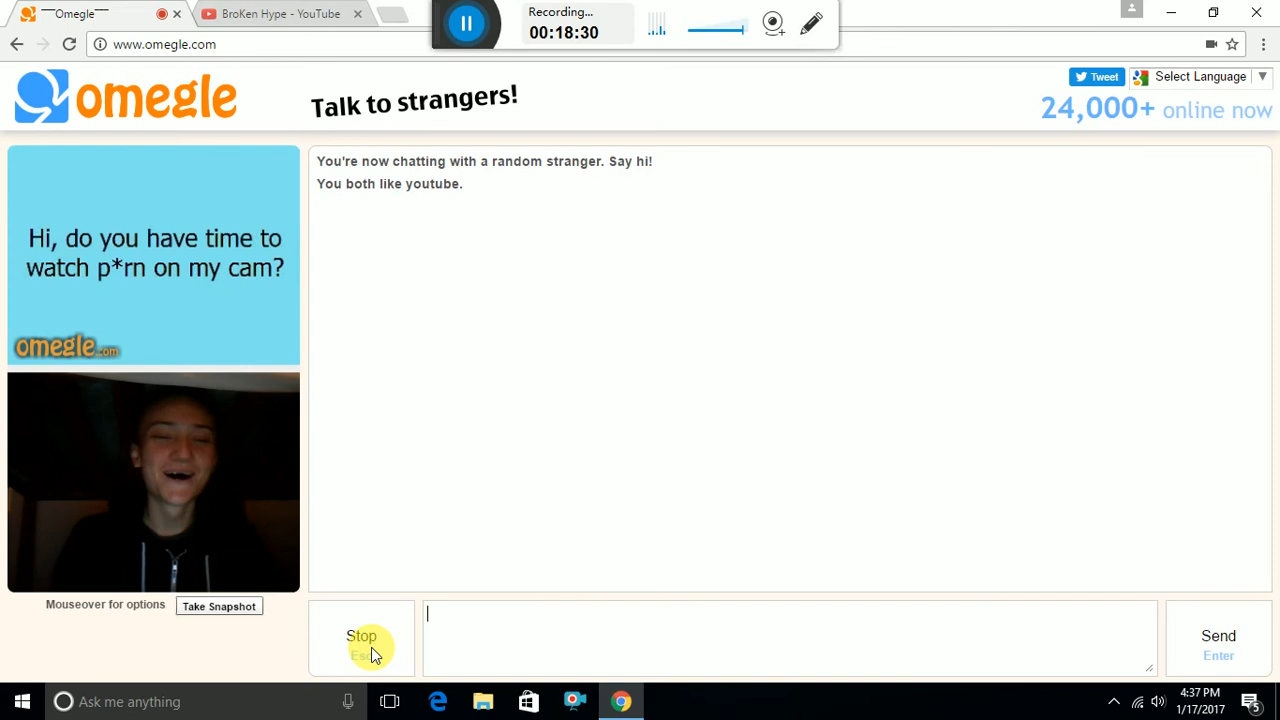 ¯¯Omegle¯¯
BroKen Hype - YouTube
Recording...
00:18:30
www.omegle.com
omegle
Talk to strangers!
Tweet
Select Language
24,000+ online now
Hi, do you have time to
watch p*rn on my cam?
omegle.com
You're now chatting with a random stranger. Say hi!
You both like youtube.
Mouseover for options
Take Snapshot
Stop
Esc
Send
Enter
Ask me anything
4:37 PM
1/17/2017
5